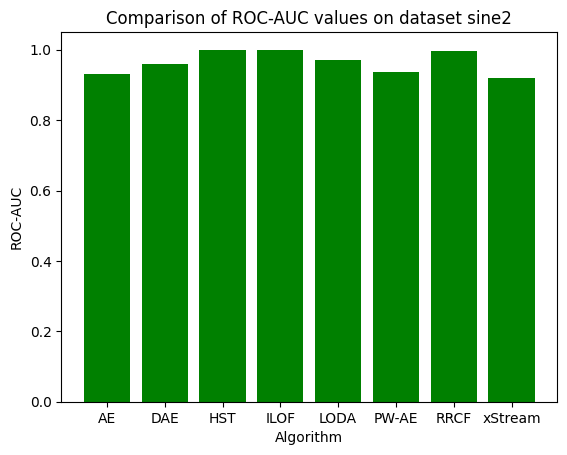 Comparison of ROC-AUC values on dataset sine2
1.0
0.8
0.6
0.4
0.2
0.0
ROC-AUC
AE DAE HST ILOF LODA PW-AE RRCF xStream
Algorithm